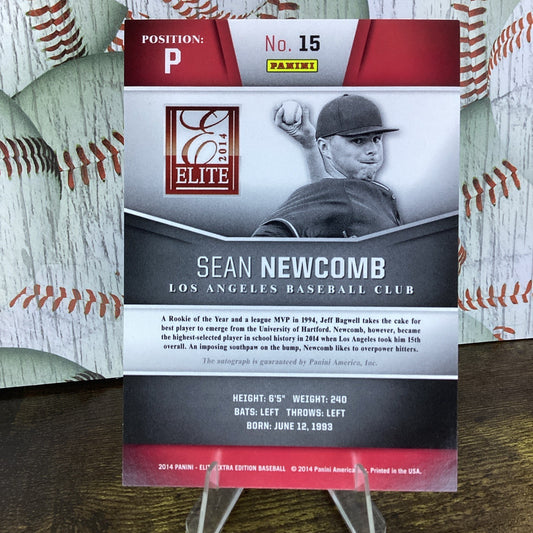 POSITION:
P
No. 15
PANINI
E
2014
ELITE
SEAN NEWCOMB
LOS ANGELES BASEBALL CLUB
A Rookie of the Year and a league MVP in 1994, Jeff Bagwell takes the cake for
best player to emerge from the University of Hartford. Newcomb, however, became
the highest-selected player in school history in 2014 when Los Angeles took him 15th
overall. An imposing southpaw on the bump, Newcomb likes to overpower hitters.
The autograph is guaranteed by Panini America, Inc.
HEIGHT: 6'5" WEIGHT: 240
BATS: LEFT THROWS: LEFT
BORN: JUNE 12, 1993
2014 PANINI - ELITE EXTRA EDITION BASEBALL © 2014 Panini America, Inc. Printed in the USA.